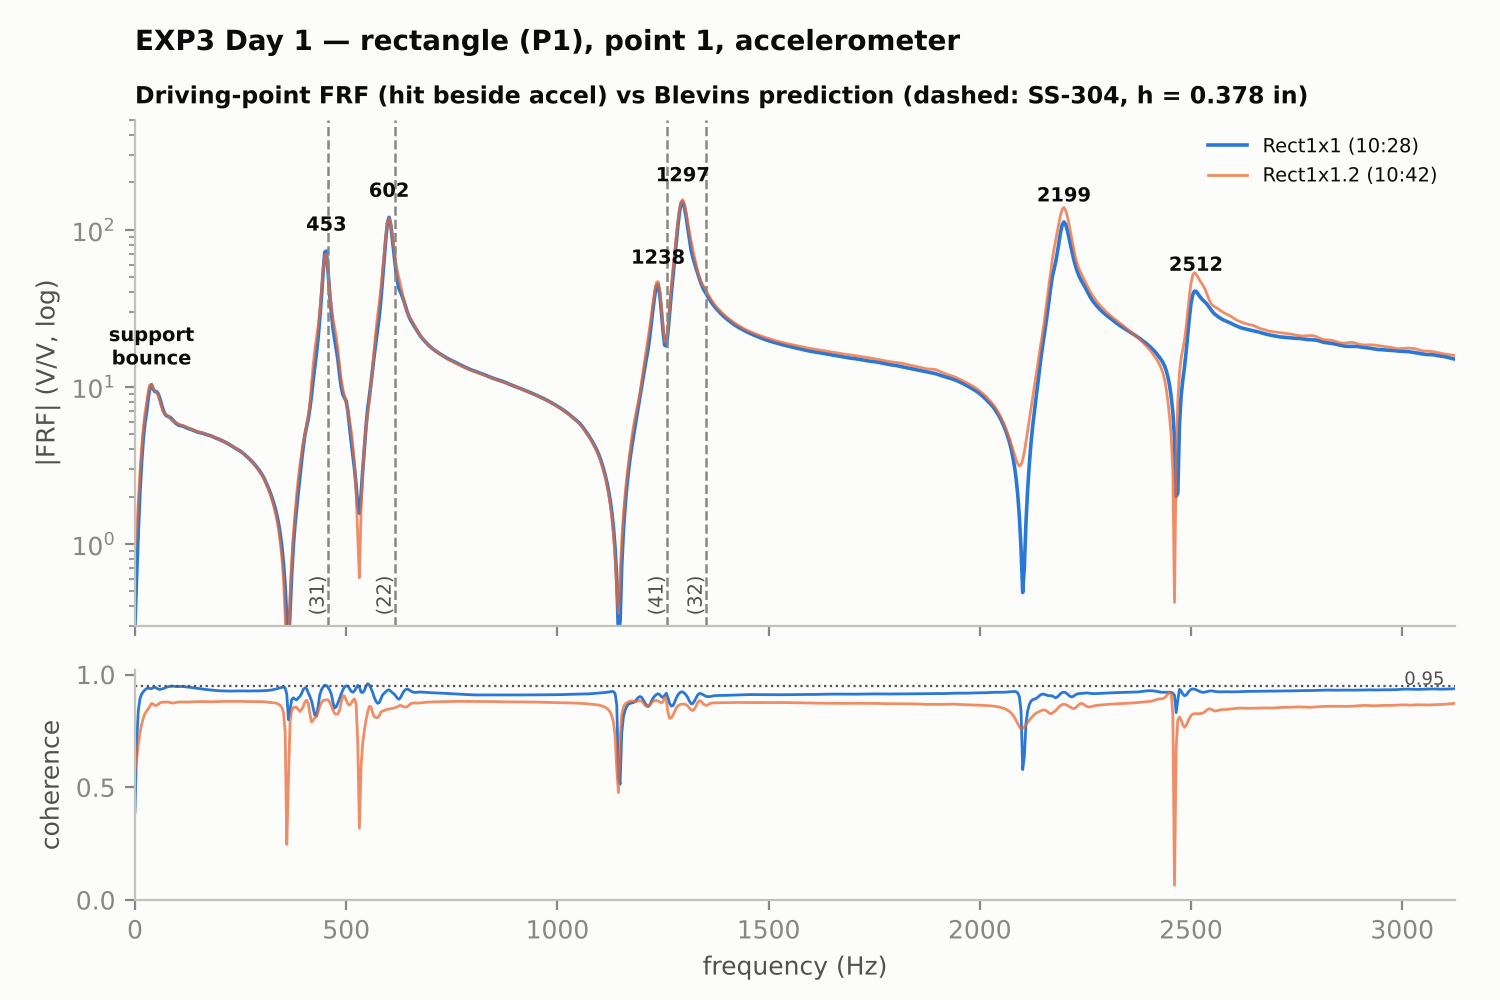 EXP3 Day 1 — rectangle (P1), point 1, accelerometer
Driving-point FRF (hit beside accel) vs Blevins prediction (dashed: SS-304, h = 0.378 in)
Rect1x1 (10:28)
Rect1x1.2 (10:42)
|FRF| (V/V, log)
10²
10¹
10⁰
support
bounce
453
602
1238
1297
2199
2512
(31)
(22)
(41)
(32)
coherence
1.0
0.5
0.0
0.95
0
500
1000
1500
2000
2500
3000
frequency (Hz)